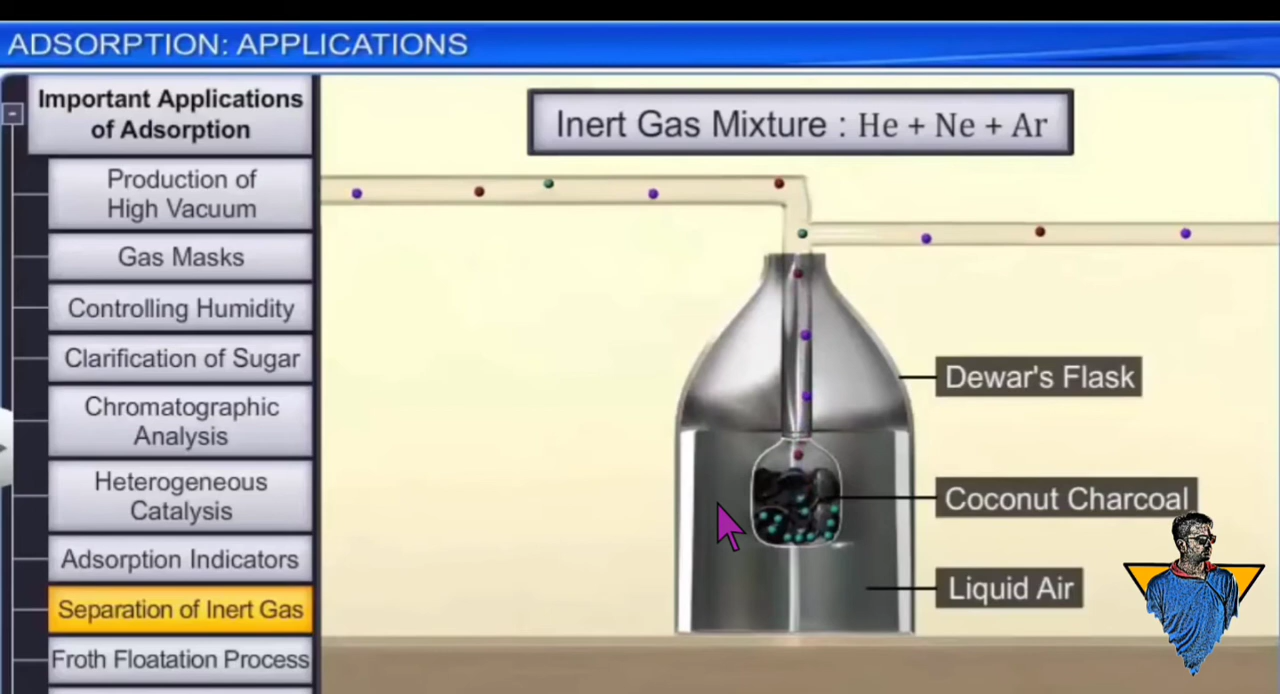 ADSORPTION: APPLICATIONS
Important Applications
of Adsorption
Production of
High Vacuum
Gas Masks
Controlling Humidity
Clarification of Sugar
Chromatographic
Analysis
Heterogeneous
Catalysis
Adsorption Indicators
Separation of Inert Gas
Froth Floatation Process
Inert Gas Mixture : He + Ne + Ar
Dewar's Flask
Coconut Charcoal
Liquid Air